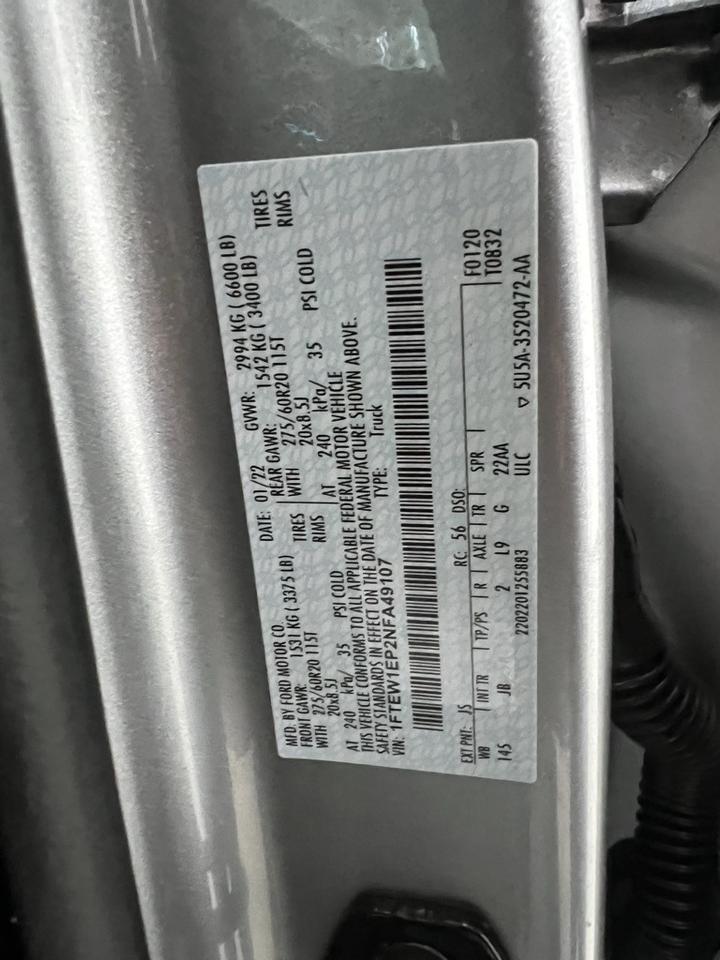 MFD. BY FORD MOTOR CO.
DATE: 01/22 GVWR: 2994 KG ( 6600 LB)
FRONT GAWR: 1531 KG ( 3375 LB) REAR GAWR: 1542 KG ( 3400 LB)
WITH 275/60R20 115T TIRES WITH 275/60R20 115T TIRES
20x8.5J RIMS 20x8.5J RIMS
AT 240 kPa/ 35 PSI COLD AT 240 kPa/ 35 PSI COLD
THIS VEHICLE CONFORMS TO ALL APPLICABLE FEDERAL MOTOR VEHICLE
SAFETY STANDARDS IN EFFECT ON THE DATE OF MANUFACTURE SHOWN ABOVE.
VIN: 1FTEW1EP2NFA49107 TYPE: Truck
EXT PNT: JS RC: 56 DSO: F0120
WB INT TR TP/PS R AXLE TR SPR T0832
145 JB 2 L9 G 22AA
2202201255883 ULC ▽ 5U5A-3520472-AA